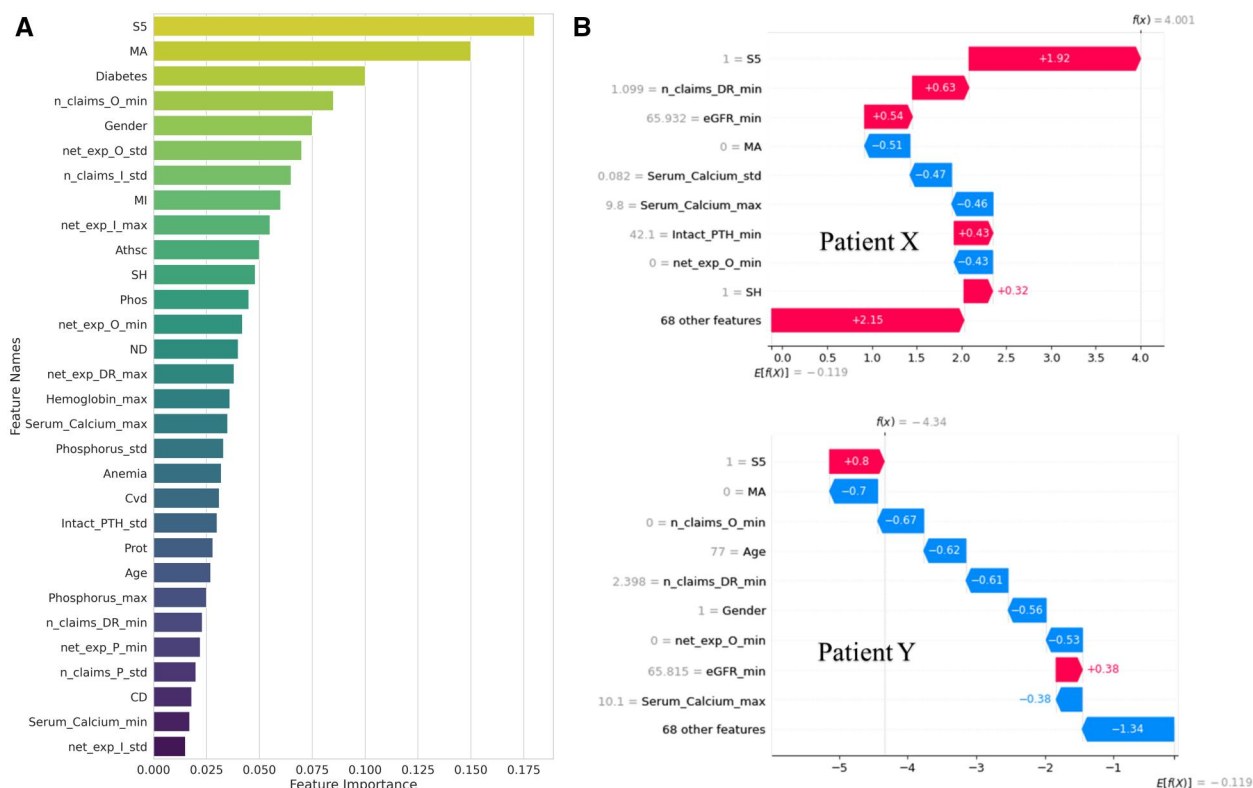 A
Feature Names
S5
MA
Diabetes
n_claims_O_min
Gender
net_exp_O_std
n_claims_I_std
MI
net_exp_I_max
Athsc
SH
Phos
net_exp_O_min
ND
net_exp_DR_max
Hemoglobin_max
Serum_Calcium_max
Phosphorus_std
Anemia
Cvd
Intact_PTH_std
Prot
Age
Phosphorus_max
n_claims_DR_min
net_exp_P_min
n_claims_P_std
CD
Serum_Calcium_min
net_exp_I_std
0.000 0.025 0.050 0.075 0.100 0.125 0.150 0.175
Feature Importance
B
f(x) = 4.001
1 = S5 +1.92
1.099 = n_claims_DR_min +0.63
65.932 = eGFR_min +0.54
0 = MA −0.51
0.082 = Serum_Calcium_std −0.47
9.8 = Serum_Calcium_max −0.46
42.1 = Intact_PTH_min +0.43
Patient X
0 = net_exp_O_min −0.43
1 = SH +0.32
68 other features +2.15
0.0 0.5 1.0 1.5 2.0 2.5 3.0 3.5 4.0
E[f(X)] = −0.119
f(x) = −4.34
1 = S5 +0.8
0 = MA −0.7
0 = n_claims_O_min −0.67
77 = Age −0.62
2.398 = n_claims_DR_min −0.61
1 = Gender −0.56
0 = net_exp_O_min −0.53
Patient Y
65.815 = eGFR_min +0.38
10.1 = Serum_Calcium_max −0.38
68 other features −1.34
−5 −4 −3 −2 −1
E[f(X)] = −0.119